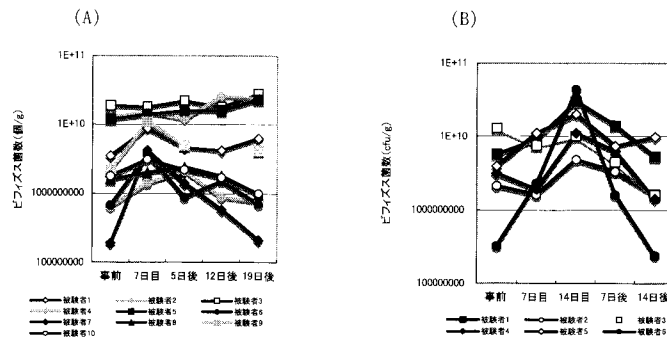 (A)
(B)
ビフィズス菌数(個/g)
1E+11
1E+10
1000000000
100000000
事前 7日目 5日後 12日後 19日後
被験者1 被験者2 被験者3
被験者4 被験者5 被験者6
被験者7 被験者8 被験者9
被験者10
ビフィズス菌数(cfu/g)
1E+11
1E+10
1000000000
100000000
事前 7日目 14日目 7日後 14日後
被験者1 被験者2 被験者3
被験者4 被験者5 被験者6